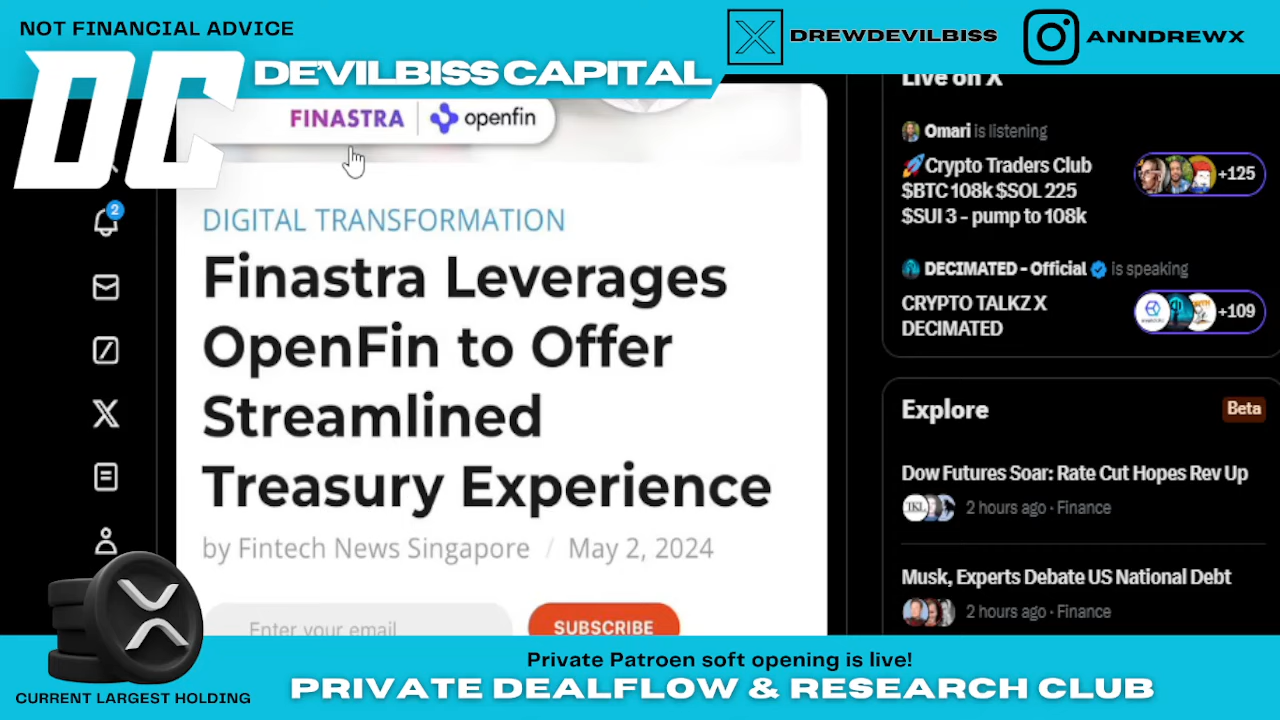 NOT FINANCIAL ADVICE
DC
DE'VILBISS CAPITAL
DREWDEVILBISS
ANNDREWX
FINASTRA
openfin
2
DIGITAL TRANSFORMATION
Finastra Leverages
OpenFin to Offer
Streamlined
Treasury Experience
by Fintech News Singapore / May 2, 2024
Enter your email
SUBSCRIBE
Live on X
Omari is listening
🚀Crypto Traders Club
$BTC 108k $SOL 225
$SUI 3 - pump to 108k
+125
DECIMATED - Official is speaking
CRYPTO TALKZ X
DECIMATED
+109
Explore
Beta
Dow Futures Soar: Rate Cut Hopes Rev Up
2 hours ago · Finance
Musk, Experts Debate US National Debt
2 hours ago · Finance
CURRENT LARGEST HOLDING
Private Patroen soft opening is live!
PRIVATE DEALFLOW & RESEARCH CLUB